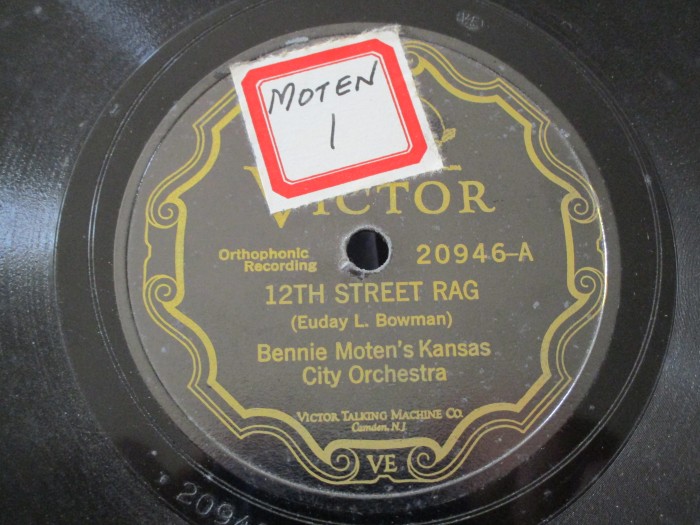 MOTEN
1
VICTOR
Orthophonic
Recording
20946-A
12TH STREET RAG
(Euday L. Bowman)
Bennie Moten's Kansas
City Orchestra
VICTOR TALKING MACHINE CO.
Camden, N.J.
VE
2094